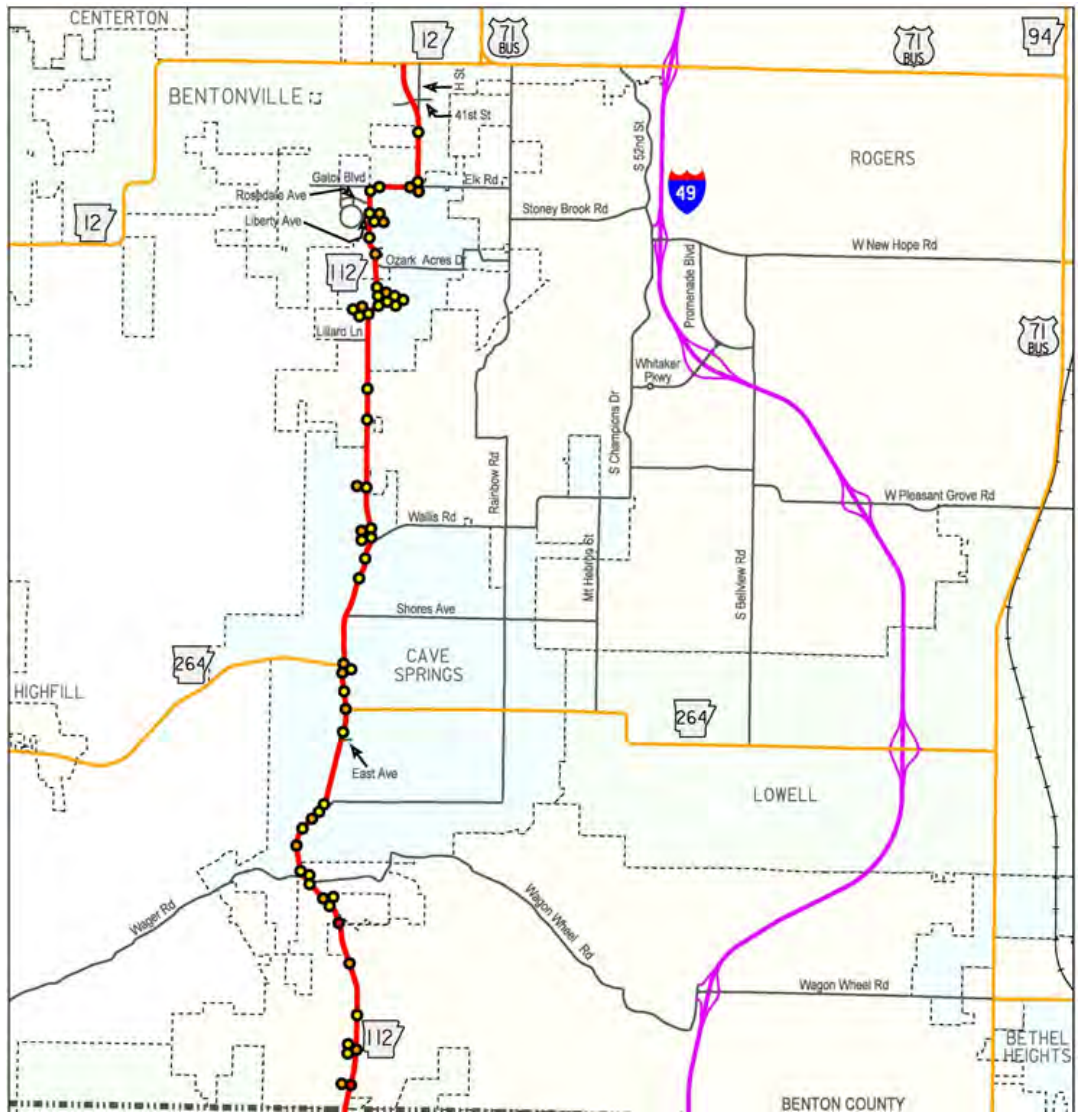 CENTERTON
12
71
BUS
71
BUS
94
BENTONVILLE
H St
41st St
S 52nd St
ROGERS
Gator Blvd
Elk Rd
Rosedale Ave
49
12
Liberty Ave
Stoney Brook Rd
W New Hope Rd
112
Ozark Acres Dr
Promenade Blvd
Lillard Ln
71
BUS
Whitaker
Pkwy
S Champions Dr
Rainbow Rd
W Pleasant Grove Rd
Wallis Rd
Mt Hebron St
S Bellview Rd
Shores Ave
264
CAVE
SPRINGS
HIGHFILL
264
East Ave
LOWELL
Wager Rd
Wagon Wheel Rd
Wagon Wheel Rd
112
BETHEL
HEIGHTS
BENTON COUNTY